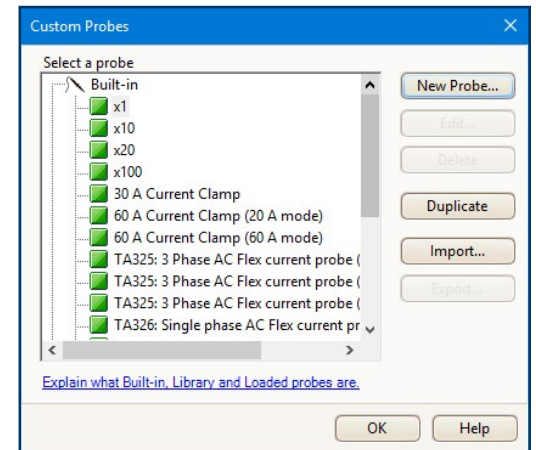 Custom Probes
Select a probe
Built-in
x1
x10
x20
x100
30 A Current Clamp
60 A Current Clamp (20 A mode)
60 A Current Clamp (60 A mode)
TA325: 3 Phase AC Flex current probe (
TA325: 3 Phase AC Flex current probe (
TA325: 3 Phase AC Flex current probe (
TA326: Single phase AC Flex current pr
New Probe...
Edit...
Delete
Duplicate
Import...
Export...
Explain what Built-in, Library and Loaded probes are.
OK
Help